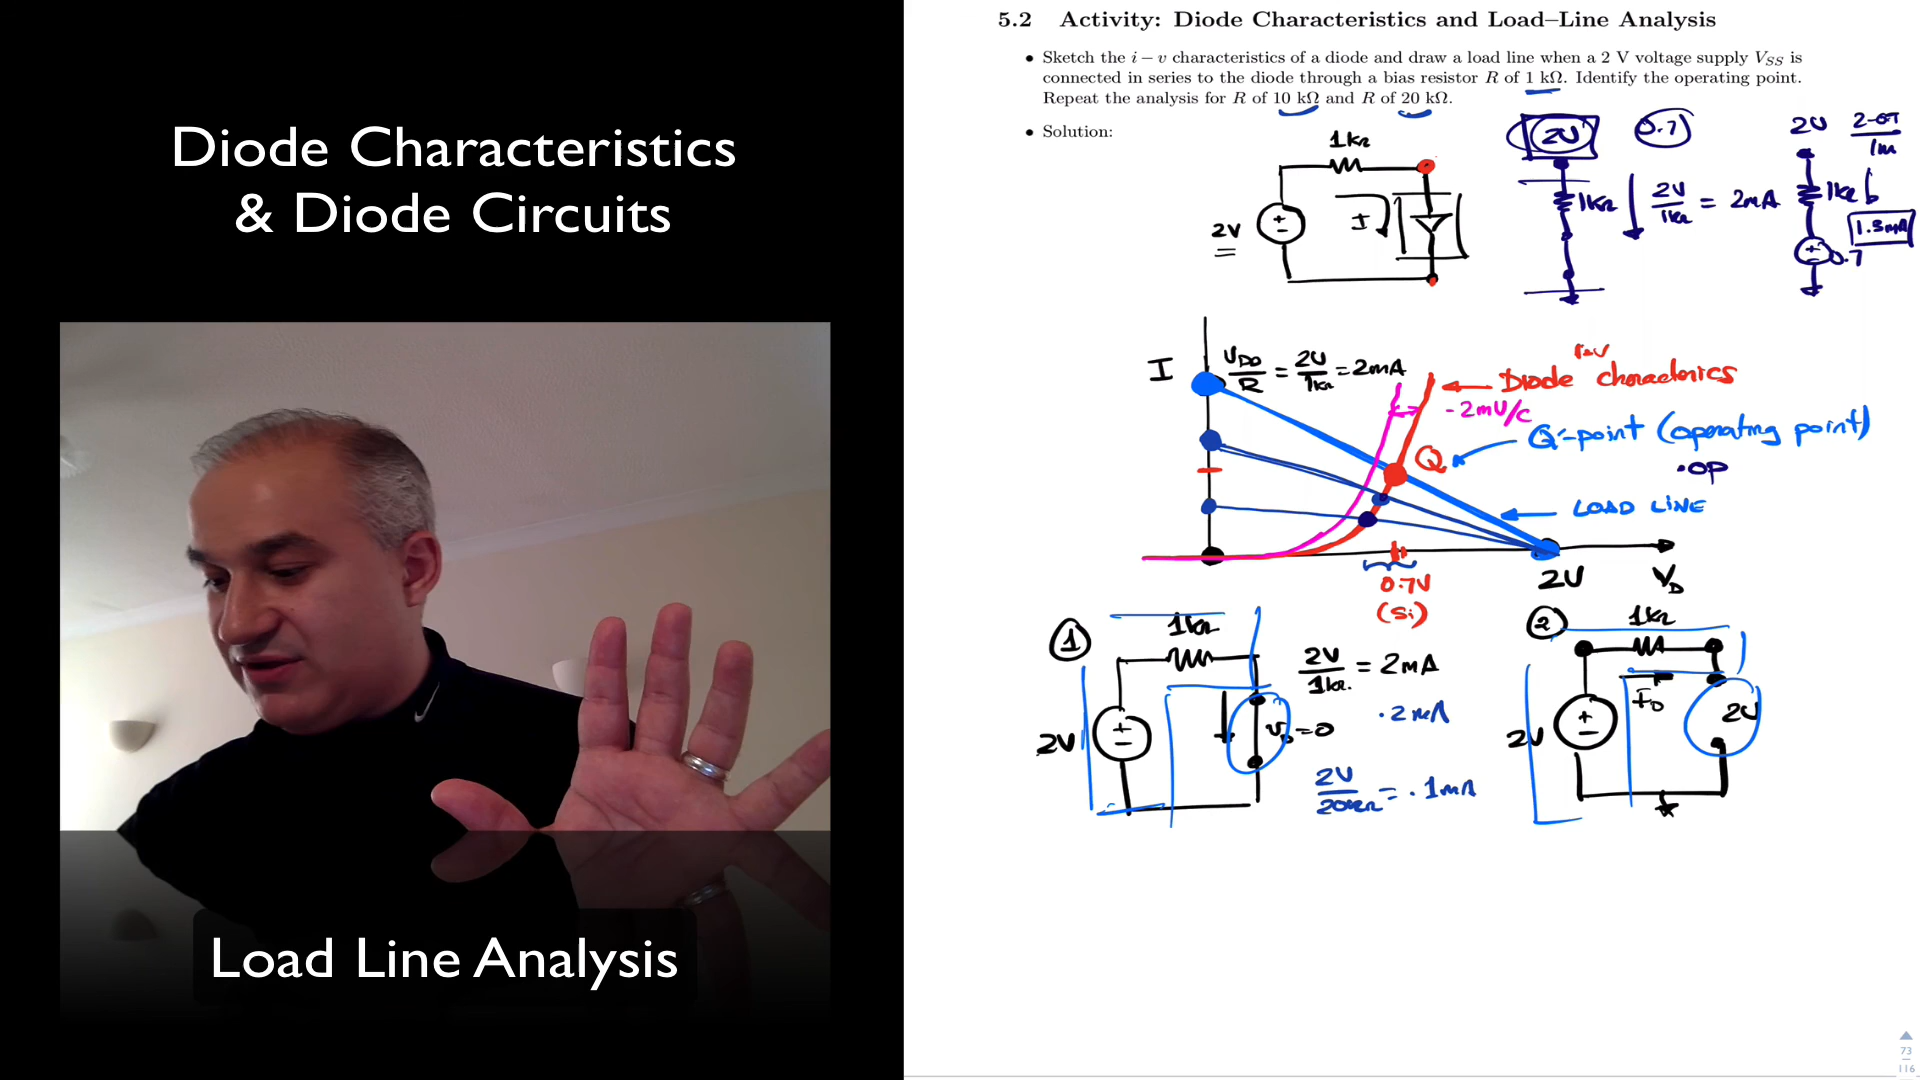 Diode Characteristics
& Diode Circuits
Load Line Analysis
5.2 Activity: Diode Characteristics and Load–Line Analysis
• Sketch the i − v characteristics of a diode and draw a load line when a 2 V voltage supply V_SS is
connected in series to the diode through a bias resistor R of 1 kΩ. Identify the operating point.
Repeat the analysis for R of 10 kΩ and R of 20 kΩ.
• Solution:
1kΩ
2V
I
2V
0.7
1kΩ
2V/1kΩ = 2mA
2V
1kΩ
1.3mA
0.7
I
V_DD/R = 2V/1kΩ = 2mA
Diode
-2mV/c
Q
Q-point (operating point)
.OP
LOAD LINE
0.7V
(Si)
2V
V_D
1
1kΩ
2V
V_D=0
2V/1kΩ. = 2mA
.2mA
2V/20kΩ = .1mA
2
1kΩ
2V
I_D
2V
73
116